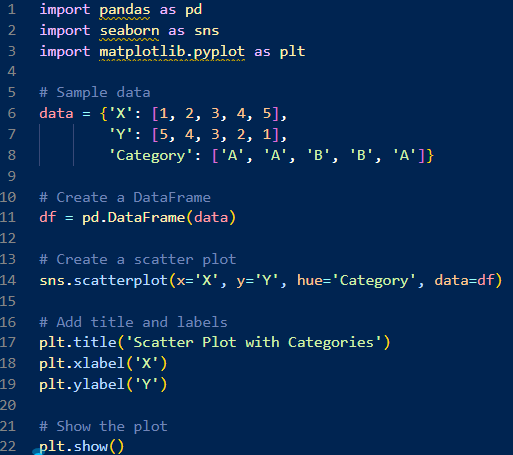 1 import pandas as pd
2 import seaborn as sns
3 import matplotlib.pyplot as plt
4
5 # Sample data
6 data = {'X': [1, 2, 3, 4, 5],
7         'Y': [5, 4, 3, 2, 1],
8         'Category': ['A', 'A', 'B', 'B', 'A']}
9
10 # Create a DataFrame
11 df = pd.DataFrame(data)
12
13 # Create a scatter plot
14 sns.scatterplot(x='X', y='Y', hue='Category', data=df)
15
16 # Add title and labels
17 plt.title('Scatter Plot with Categories')
18 plt.xlabel('X')
19 plt.ylabel('Y')
20
21 # Show the plot
22 plt.show()